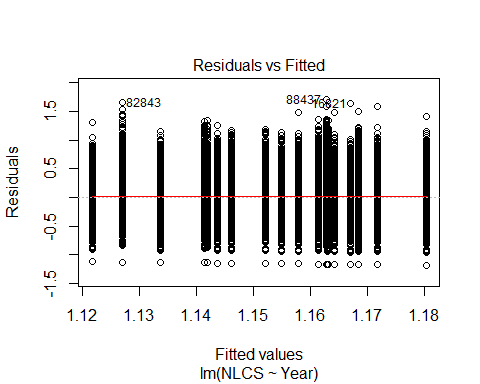 Residuals vs Fitted
Residuals
1.5
0.5
-0.5
-1.5
82843
88437
16821
1.12 1.13 1.14 1.15 1.16 1.17 1.18
Fitted values
lm(NLCS ~ Year)